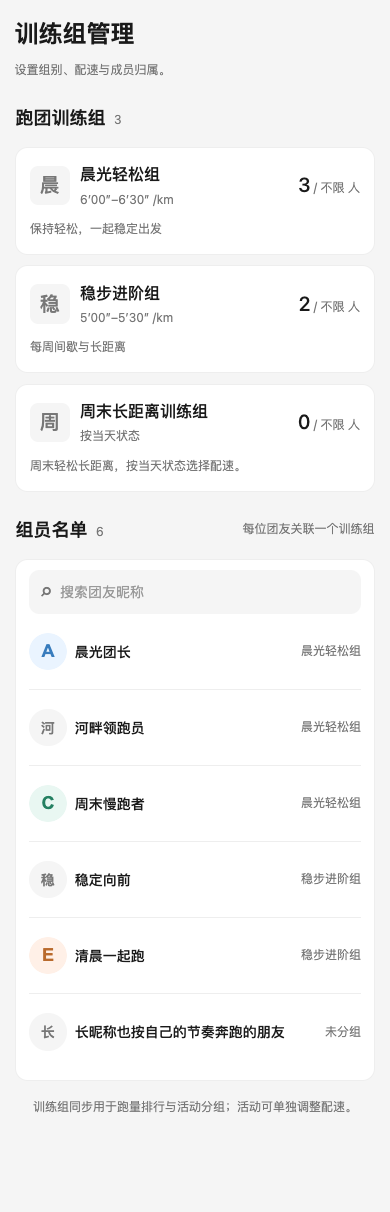 训练组管理
设置组别、配速与成员归属。
跑团训练组 3
晨
晨光轻松组
6′00″–6′30″ /km
3 / 不限 人
保持轻松，一起稳定出发
稳
稳步进阶组
5′00″–5′30″ /km
2 / 不限 人
每周间歇与长距离
周
周末长距离训练组
按当天状态
0 / 不限 人
周末轻松长距离，按当天状态选择配速。
组员名单 6
每位团友关联一个训练组
搜索团友昵称
A 晨光团长 晨光轻松组
河 河畔领跑员 晨光轻松组
C 周末慢跑者 晨光轻松组
稳 稳定向前 稳步进阶组
E 清晨一起跑 稳步进阶组
长 长昵称也按自己的节奏奔跑的朋友 未分组
训练组同步用于跑量排行与活动分组；活动可单独调整配速。